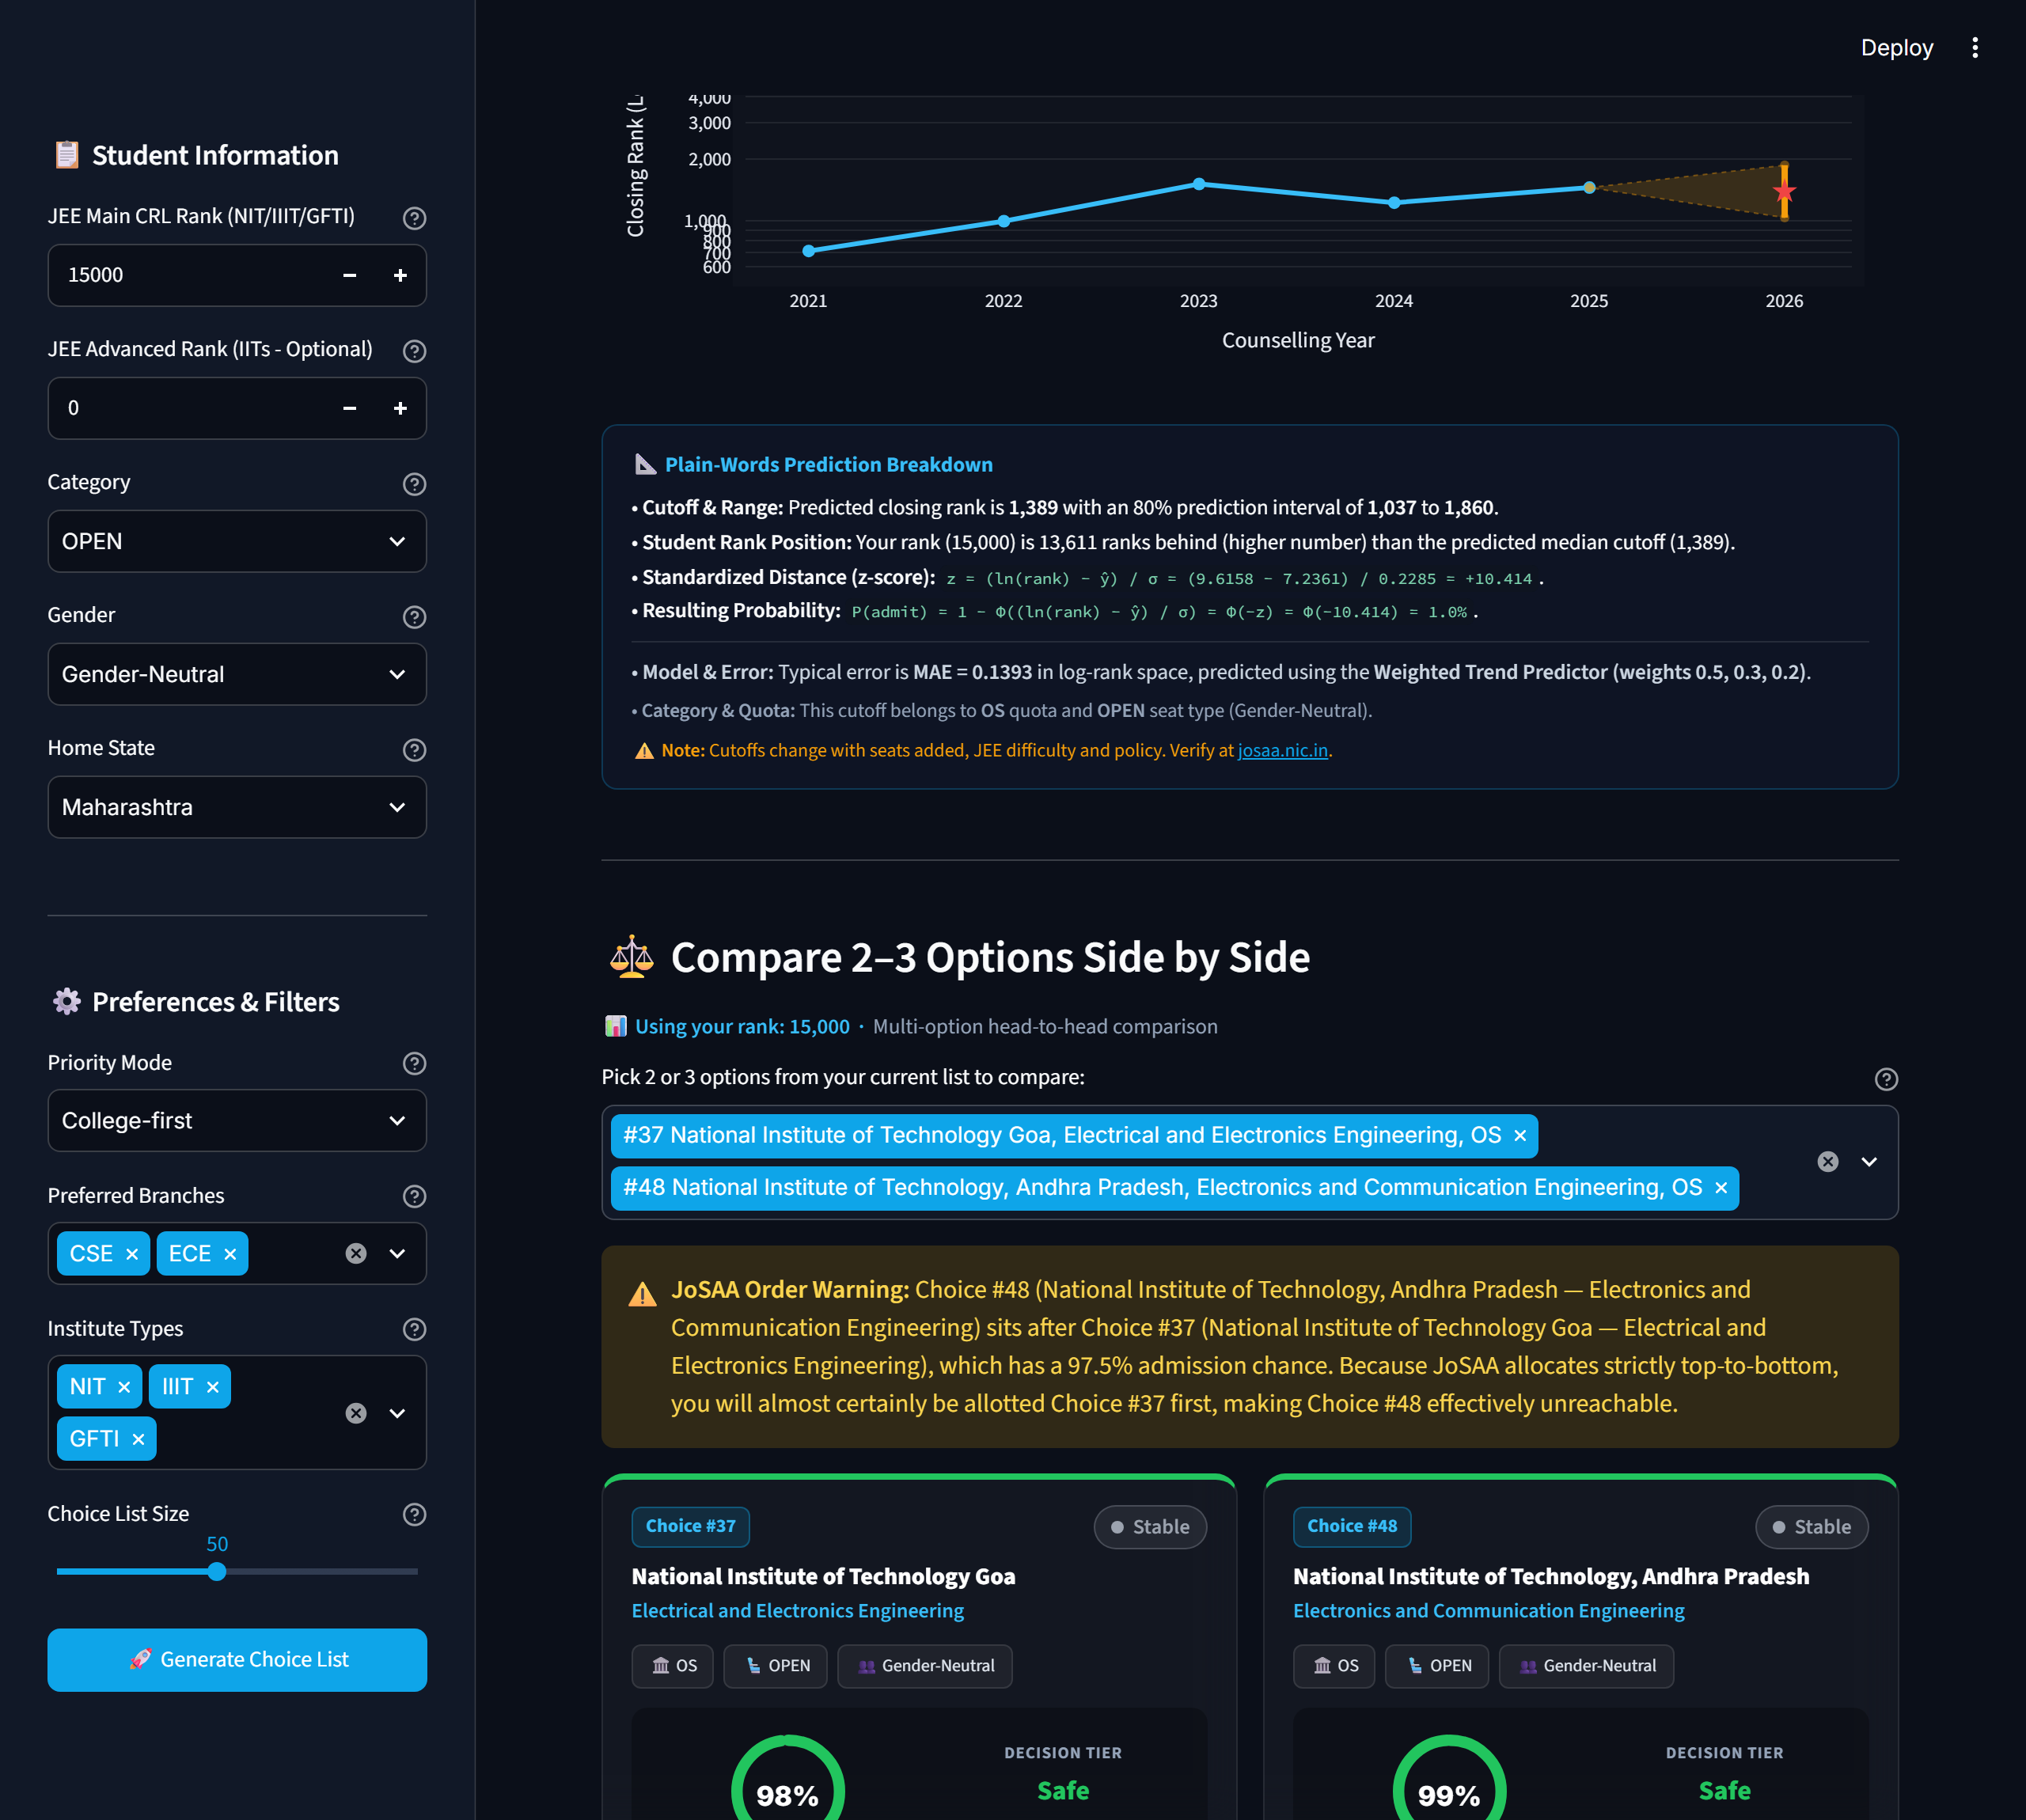 Deploy
Student Information
JEE Main CRL Rank (NIT/IIIT/GFTI)
15000
JEE Advanced Rank (IITs - Optional)
0
Category
OPEN
Gender
Gender-Neutral
Home State
Maharashtra
Preferences & Filters
Priority Mode
College-first
Preferred Branches
CSE
ECE
Institute Types
NIT
IIIT
GFTI
Choice List Size
50
Generate Choice List
Closing Rank (L
4,000
3,000
2,000
1,000
900
800
700
600
2021
2022
2023
2024
2025
2026
Counselling Year
Plain-Words Prediction Breakdown
• Cutoff & Range: Predicted closing rank is 1,389 with an 80% prediction interval of 1,037 to 1,860.
• Student Rank Position: Your rank (15,000) is 13,611 ranks behind (higher number) than the predicted median cutoff (1,389).
• Standardized Distance (z-score): z = (ln(rank) − ŷ) / σ = (9.6158 − 7.2361) / 0.2285 = +10.414 .
• Resulting Probability: P(admit) = 1 − Φ((ln(rank) − ŷ) / σ) = Φ(−z) = Φ(−10.414) = 1.0% .
• Model & Error: Typical error is MAE = 0.1393 in log-rank space, predicted using the Weighted Trend Predictor (weights 0.5, 0.3, 0.2).
• Category & Quota: This cutoff belongs to OS quota and OPEN seat type (Gender-Neutral).
Note: Cutoffs change with seats added, JEE difficulty and policy. Verify at josaa.nic.in.
Compare 2–3 Options Side by Side
Using your rank: 15,000 · Multi-option head-to-head comparison
Pick 2 or 3 options from your current list to compare:
#37 National Institute of Technology Goa, Electrical and Electronics Engineering, OS
#48 National Institute of Technology, Andhra Pradesh, Electronics and Communication Engineering, OS
JoSAA Order Warning: Choice #48 (National Institute of Technology, Andhra Pradesh — Electronics and
Communication Engineering) sits after Choice #37 (National Institute of Technology Goa — Electrical and
Electronics Engineering), which has a 97.5% admission chance. Because JoSAA allocates strictly top-to-bottom,
you will almost certainly be allotted Choice #37 first, making Choice #48 effectively unreachable.
Choice #37
Stable
National Institute of Technology Goa
Electrical and Electronics Engineering
OS
OPEN
Gender-Neutral
98%
DECISION TIER
Safe
Choice #48
Stable
National Institute of Technology, Andhra Pradesh
Electronics and Communication Engineering
OS
OPEN
Gender-Neutral
99%
DECISION TIER
Safe